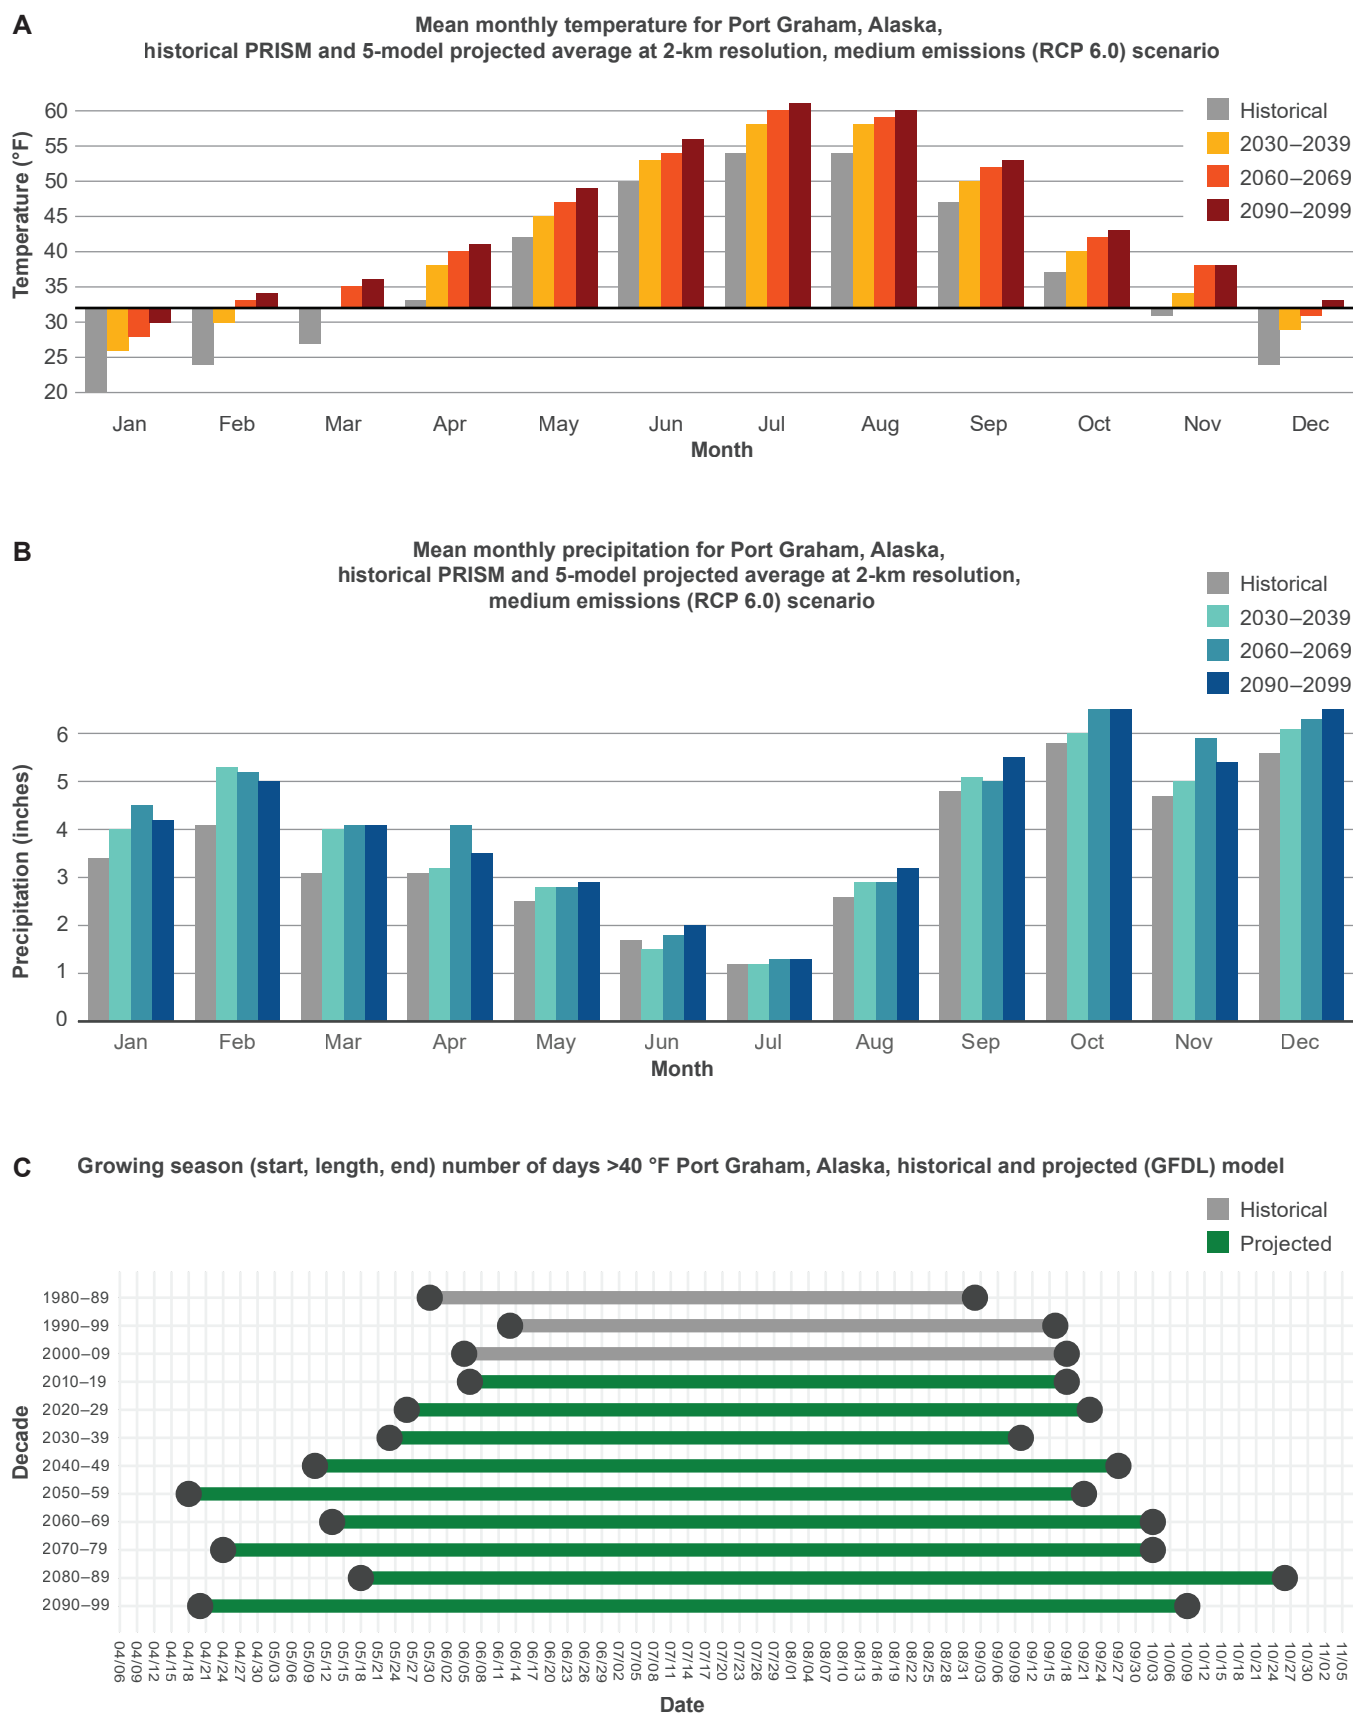 A
Mean monthly temperature for Port Graham, Alaska,
historical PRISM and 5-model projected average at 2-km resolution, medium emissions (RCP 6.0) scenario
Historical
2030–2039
2060–2069
2090–2099
Temperature (°F)
60
55
50
45
40
35
30
25
20
Jan Feb Mar Apr May Jun Jul Aug Sep Oct Nov Dec
Month
B
Mean monthly precipitation for Port Graham, Alaska,
historical PRISM and 5-model projected average at 2-km resolution,
medium emissions (RCP 6.0) scenario
Historical
2030–2039
2060–2069
2090–2099
Precipitation (inches)
6
5
4
3
2
1
0
Jan Feb Mar Apr May Jun Jul Aug Sep Oct Nov Dec
Month
C
Growing season (start, length, end) number of days >40 °F Port Graham, Alaska, historical and projected (GFDL) model
Historical
Projected
Decade
1980–89
1990–99
2000–09
2010–19
2020–29
2030–39
2040–49
2050–59
2060–69
2070–79
2080–89
2090–99
04/06 04/09 04/12 04/15 04/18 04/21 04/24 04/27 04/30 05/03 05/06 05/09 05/12 05/15 05/18 05/21 05/24 05/27 05/30 06/02 06/05 06/08 06/11 06/14 06/17 06/20 06/23 06/26 06/29 07/02 07/05 07/08 07/11 07/14 07/17 07/20 07/23 07/26 07/29 08/01 08/04 08/07 08/10 08/13 08/16 08/19 08/22 08/25 08/28 08/31 09/03 09/06 09/09 09/12 09/15 09/18 09/21 09/24 09/27 09/30 10/03 10/06 10/09 10/12 10/15 10/18 10/21 10/24 10/27 10/30 11/02 11/05
Date